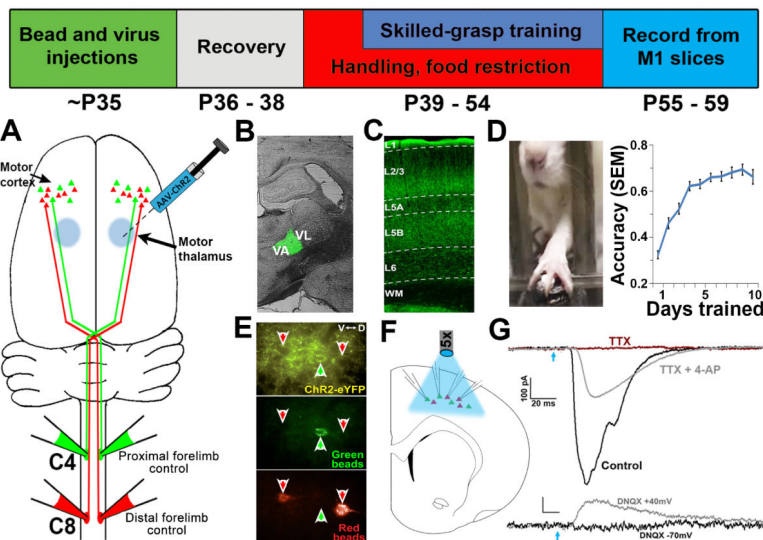 Bead and virus
injections
Recovery
Skilled-grasp training
Handling, food restriction
Record from
M1 slices
~P35
P36 - 38
P39 - 54
P55 - 59
A
Motor
cortex
AAV-ChR2
Motor
thalamus
C4
Proximal forelimb
control
C8
Distal forelimb
control
B
VL
VA
C
L1
L2/3
L5A
L5B
L6
WM
D
Accuracy (SEM)
0.8
0.6
0.4
0.2
1
5
10
Days trained
E
V↔D
ChR2-eYFP
Green
beads
Red
beads
F
5x
G
TTX
TTX + 4-AP
100 pA
20 ms
Control
DNQX +40mV
DNQX -70mV